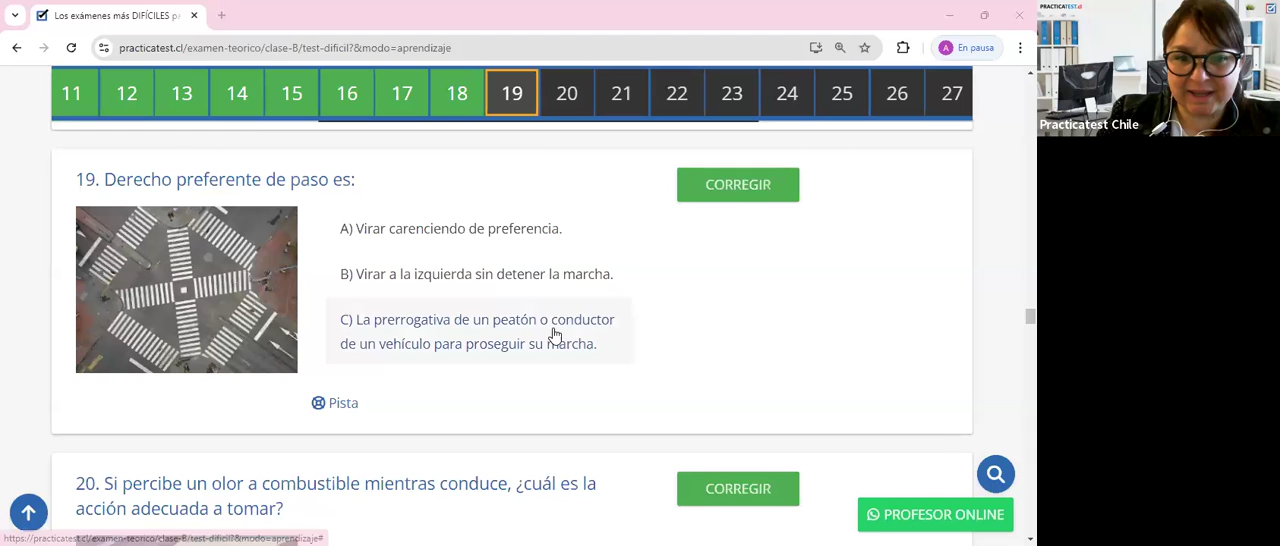 Los exámenes más DIFÍCILES pa
practicatest.cl/examen-teorico/clase-B/test-dificil?&modo=aprendizaje
A
En pausa
PRACTICATEST.cl
Practicatest Chile
11 12 13 14 15 16 17 18 19 20 21 22 23 24 25 26 27
19. Derecho preferente de paso es:
CORREGIR
A) Virar careciendo de preferencia.
B) Virar a la izquierda sin detener la marcha.
C) La prerrogativa de un peatón o conductor
de un vehículo para proseguir su marcha.
Pista
20. Si percibe un olor a combustible mientras conduce, ¿cuál es la
acción adecuada a tomar?
CORREGIR
PROFESOR ONLINE
https://practicatest.cl/examen-teorico/clase-B/test-dificil?&modo=aprendizaje#